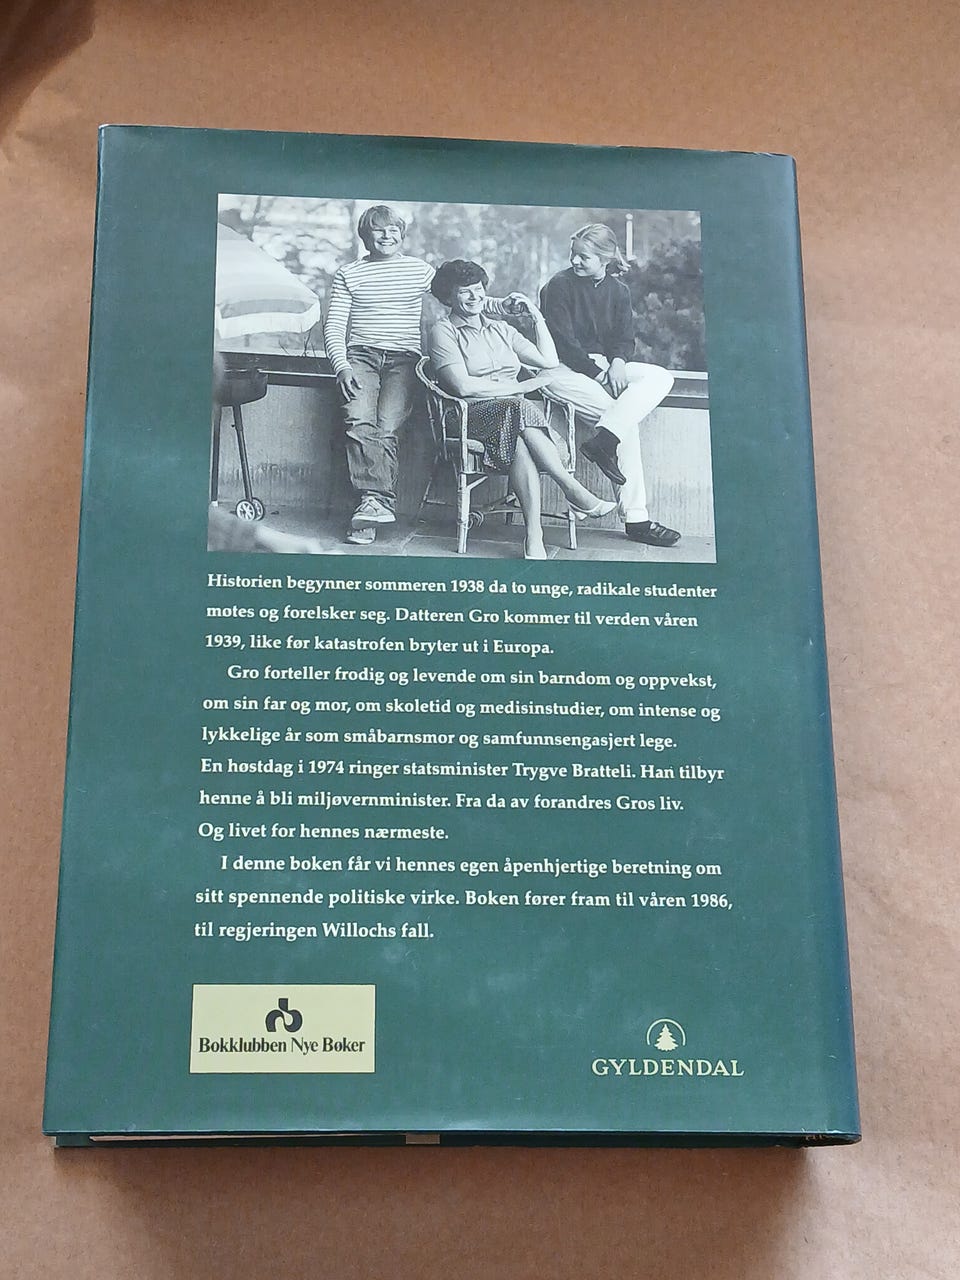 Historien begynner sommeren 1938 da to unge, radikale studenter
møtes og forelsker seg. Datteren Gro kommer til verden våren
1939, like før katastrofen bryter ut i Europa.
Gro forteller frodig og levende om sin barndom og oppvekst,
om sin far og mor, om skoletid og medisinstudier, om intense og
lykkelige år som småbarnsmor og samfunnsengasjert lege.
En høstdag i 1974 ringer statsminister Trygve Bratteli. Han tilbyr
henne å bli miljøvernminister. Fra da av forandres Gros liv.
Og livet for hennes nærmeste.
I denne boken får vi hennes egen åpenhjertige beretning om
sitt spennende politiske virke. Boken fører fram til våren 1986,
til regjeringen Willochs fall.
Bokklubben Nye Bøker
GYLDENDAL